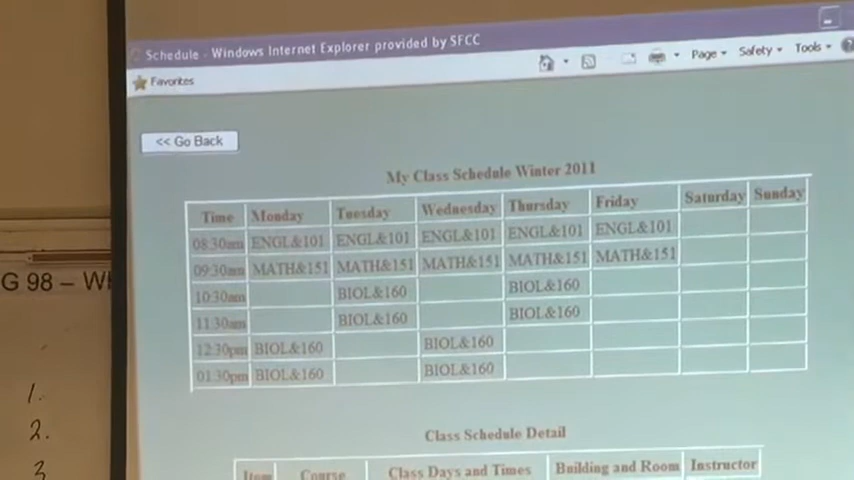 Schedule - Windows Internet Explorer provided by SFCC
Favorites
Page Safety Tools
<< Go Back
My Class Schedule Winter 2011
Time Monday Tuesday Wednesday Thursday Friday Saturday Sunday
08:30am ENGL&101 ENGL&101 ENGL&101 ENGL&101 ENGL&101
09:30am MATH&151 MATH&151 MATH&151 MATH&151 MATH&151
10:30am BIOL&160 BIOL&160
11:30am BIOL&160 BIOL&160
12:30pm BIOL&160 BIOL&160
01:30pm BIOL&160 BIOL&160
Class Schedule Detail
Item Course Class Days and Times Building and Room Instructor
G 98 – W
1.
2.
3